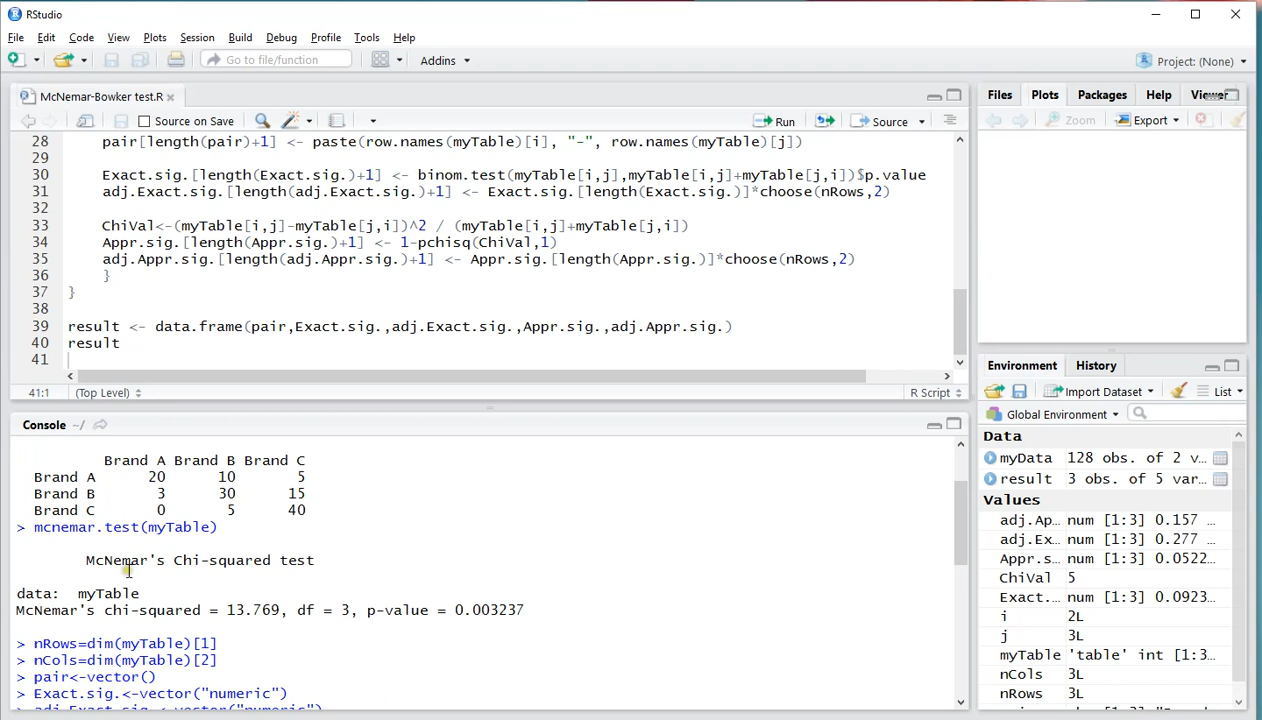 RStudio
File Edit Code View Plots Session Build Debug Profile Tools Help
Go to file/function Addins Project: (None)
McNemar-Bowker test.R
Source on Save Run Source
28 pair[length(pair)+1] <- paste(row.names(myTable)[i], "-", row.names(myTable)[j])
29
30 Exact.sig.[length(Exact.sig.)+1] <- binom.test(myTable[i,j],myTable[i,j]+myTable[j,i])$p.value
31 adj.Exact.sig.[length(adj.Exact.sig.)+1] <- Exact.sig.[length(Exact.sig.)]*choose(nRows,2)
32
33 ChiVal<-(myTable[i,j]-myTable[j,i])^2 / (myTable[i,j]+myTable[j,i])
34 Appr.sig.[length(Appr.sig.)+1] <- 1-pchisq(ChiVal,1)
35 adj.Appr.sig.[length(adj.Appr.sig.)+1] <- Appr.sig.[length(Appr.sig.)]*choose(nRows,2)
36 }
37 }
38
39 result <- data.frame(pair,Exact.sig.,adj.Exact.sig.,Appr.sig.,adj.Appr.sig.)
40 result
41
41:1 (Top Level) R Script
Console ~/
Brand A Brand B Brand C
Brand A 20 10 5
Brand B 3 30 15
Brand C 0 5 40
> mcnemar.test(myTable)
McNemar's Chi-squared test
data: myTable
McNemar's chi-squared = 13.769, df = 3, p-value = 0.003237
> nRows=dim(myTable)[1]
> nCols=dim(myTable)[2]
> pair<-vector()
> Exact.sig.<-vector("numeric")
> adj.Exact.sig.<-vector("numeric")
Files Plots Packages Help Viewer
Zoom Export
Environment History
Import Dataset List
Global Environment
Data
myData 128 obs. of 2 v…
result 3 obs. of 5 var…
Values
adj.Ap… num [1:3] 0.157 …
adj.Ex… num [1:3] 0.277 …
Appr.s… num [1:3] 0.0522…
ChiVal 5
Exact.… num [1:3] 0.0923…
i 2L
j 3L
myTable 'table' int [1:3…
nCols 3L
nRows 3L